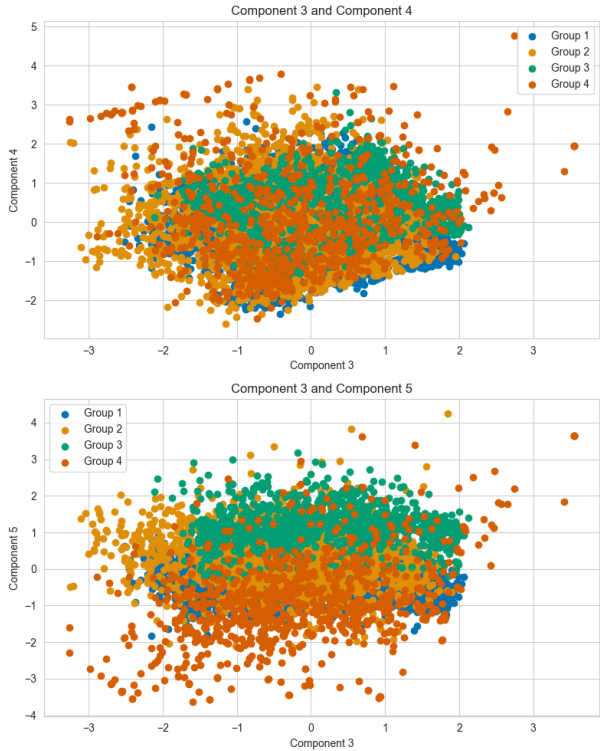 Component 3 and Component 4
5
4
3
2
1
0
−1
−2
Component 4
Group 1
Group 2
Group 3
Group 4
−3 −2 −1 0 1 2 3
Component 3
Component 3 and Component 5
4
3
2
1
0
−1
−2
−3
−4
Component 5
Group 1
Group 2
Group 3
Group 4
−3 −2 −1 0 1 2 3
Component 3